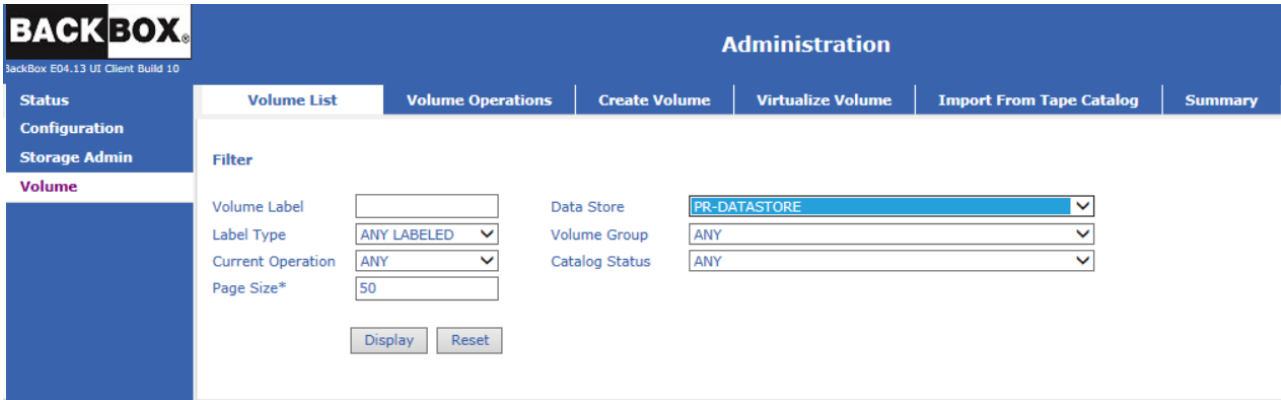 BACKBOX®
BackBox E04.13 UI Client Build 10
Administration
Status
Configuration
Storage Admin
Volume
Volume List Volume Operations Create Volume Virtualize Volume Import From Tape Catalog Summary
Filter
Volume Label Data Store PR-DATASTORE
Label Type ANY LABELED Volume Group ANY
Current Operation ANY Catalog Status ANY
Page Size* 50
Display Reset